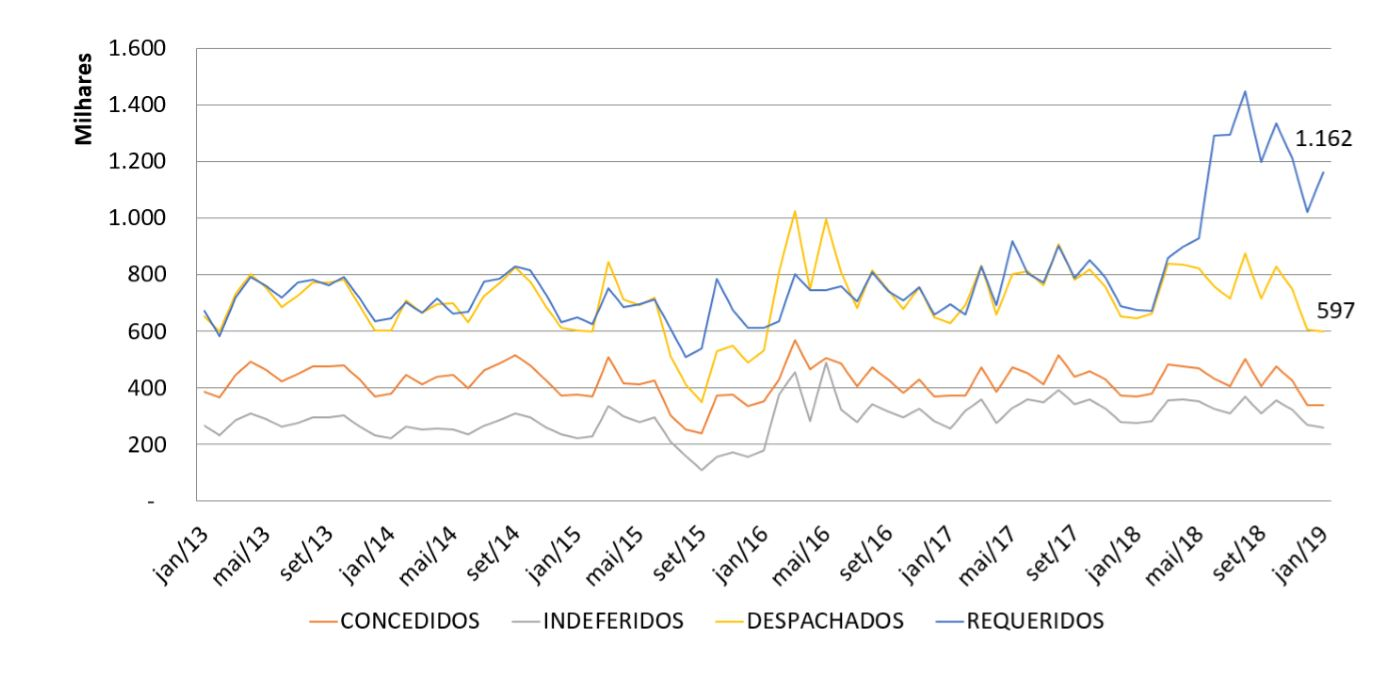 Milhares
1.600
1.400
1.200
1.000
800
600
400
200
-
1.162
597
jan/13
mai/13
set/13
jan/14
mai/14
set/14
jan/15
mai/15
set/15
jan/16
mai/16
set/16
jan/17
mai/17
set/17
jan/18
mai/18
set/18
jan/19
CONCEDIDOS INDEFERIDOS DESPACHADOS REQUERIDOS